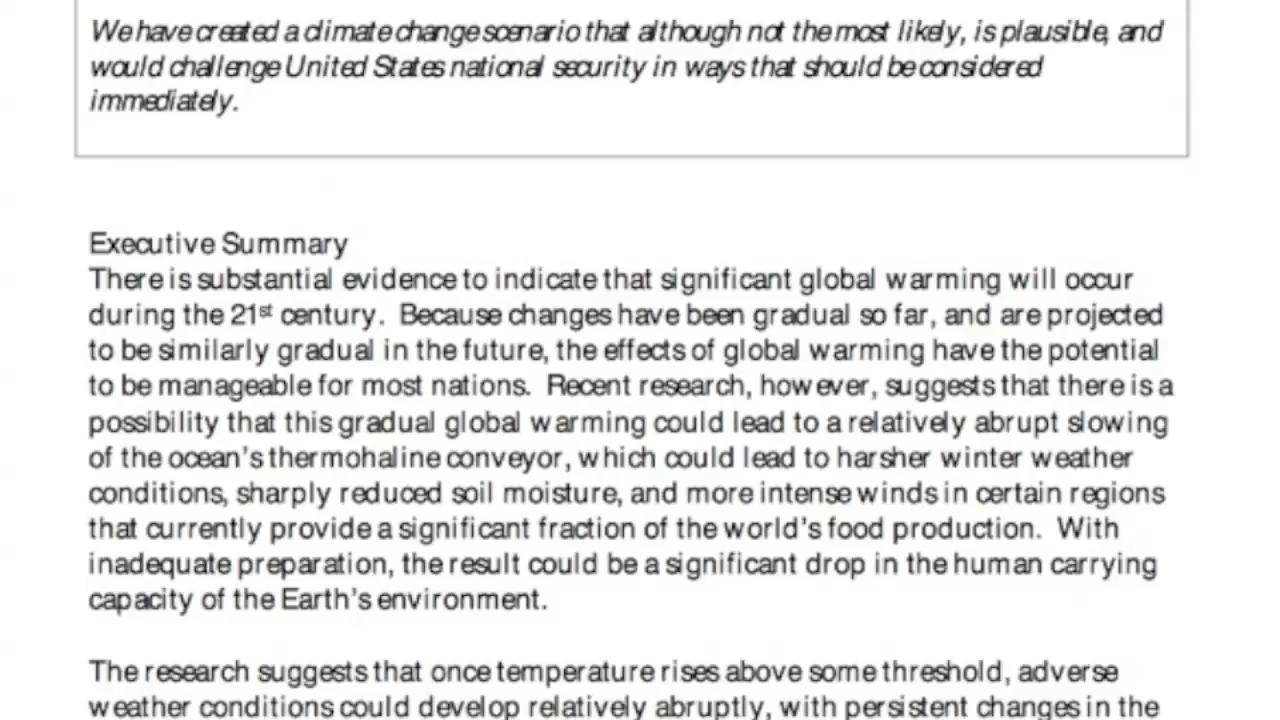 We have created a climate change scenario that although not the most likely, is plausible, and
would challenge United States national security in ways that should be considered
immediately.
Executive Summary
There is substantial evidence to indicate that significant global warming will occur
during the 21st century. Because changes have been gradual so far, and are projected
to be similarly gradual in the future, the effects of global warming have the potential
to be manageable for most nations. Recent research, however, suggests that there is a
possibility that this gradual global warming could lead to a relatively abrupt slowing
of the ocean's thermohaline conveyor, which could lead to harsher winter weather
conditions, sharply reduced soil moisture, and more intense winds in certain regions
that currently provide a significant fraction of the world's food production. With
inadequate preparation, the result could be a significant drop in the human carrying
capacity of the Earth's environment.
The research suggests that once temperature rises above some threshold, adverse
weather conditions could develop relatively abruptly, with persistent changes in the